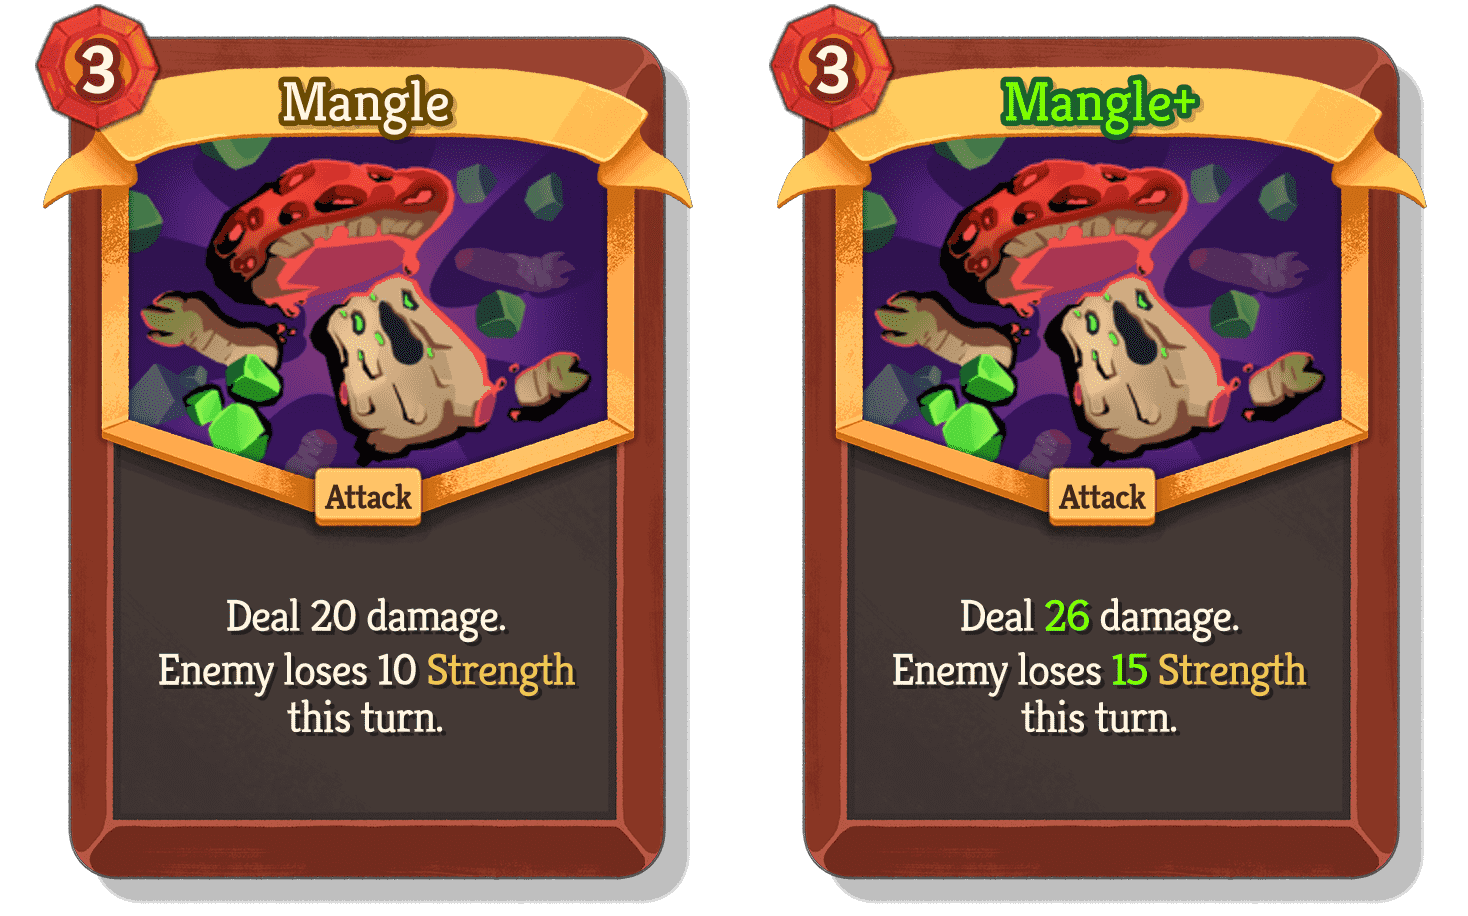 3
Mangle
Attack
Deal 20 damage.
Enemy loses 10 Strength
this turn.
3
Mangle+
Attack
Deal 26 damage.
Enemy loses 15 Strength
this turn.